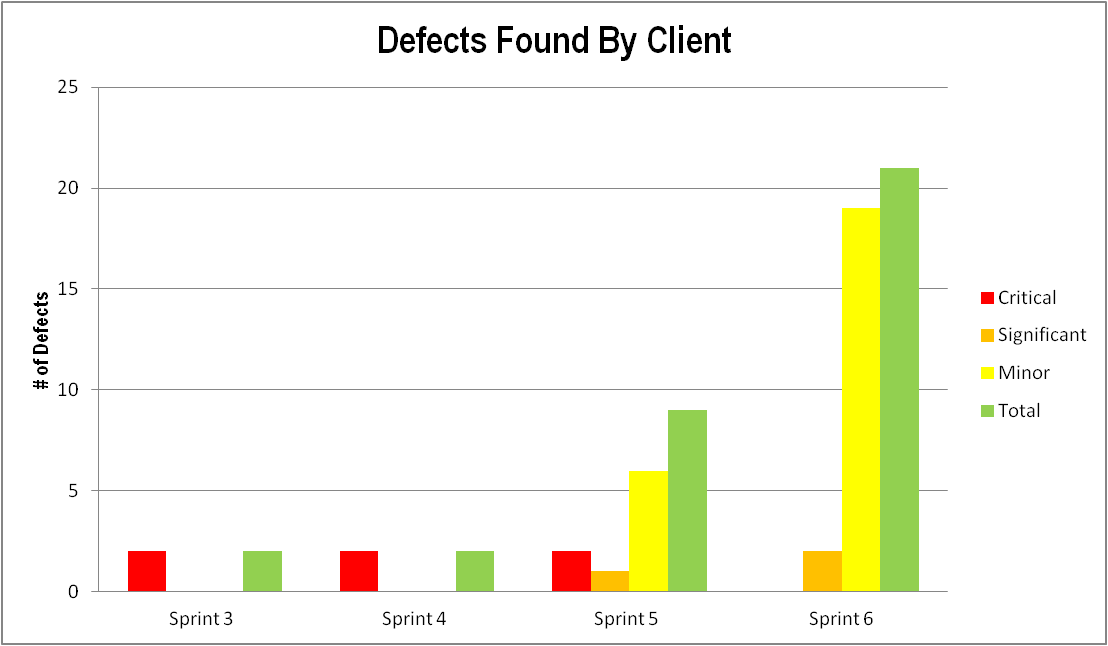 Defects Found By Client
# of Defects
25
20
15
10
5
0
Sprint 3
Sprint 4
Sprint 5
Sprint 6
Critical
Significant
Minor
Total